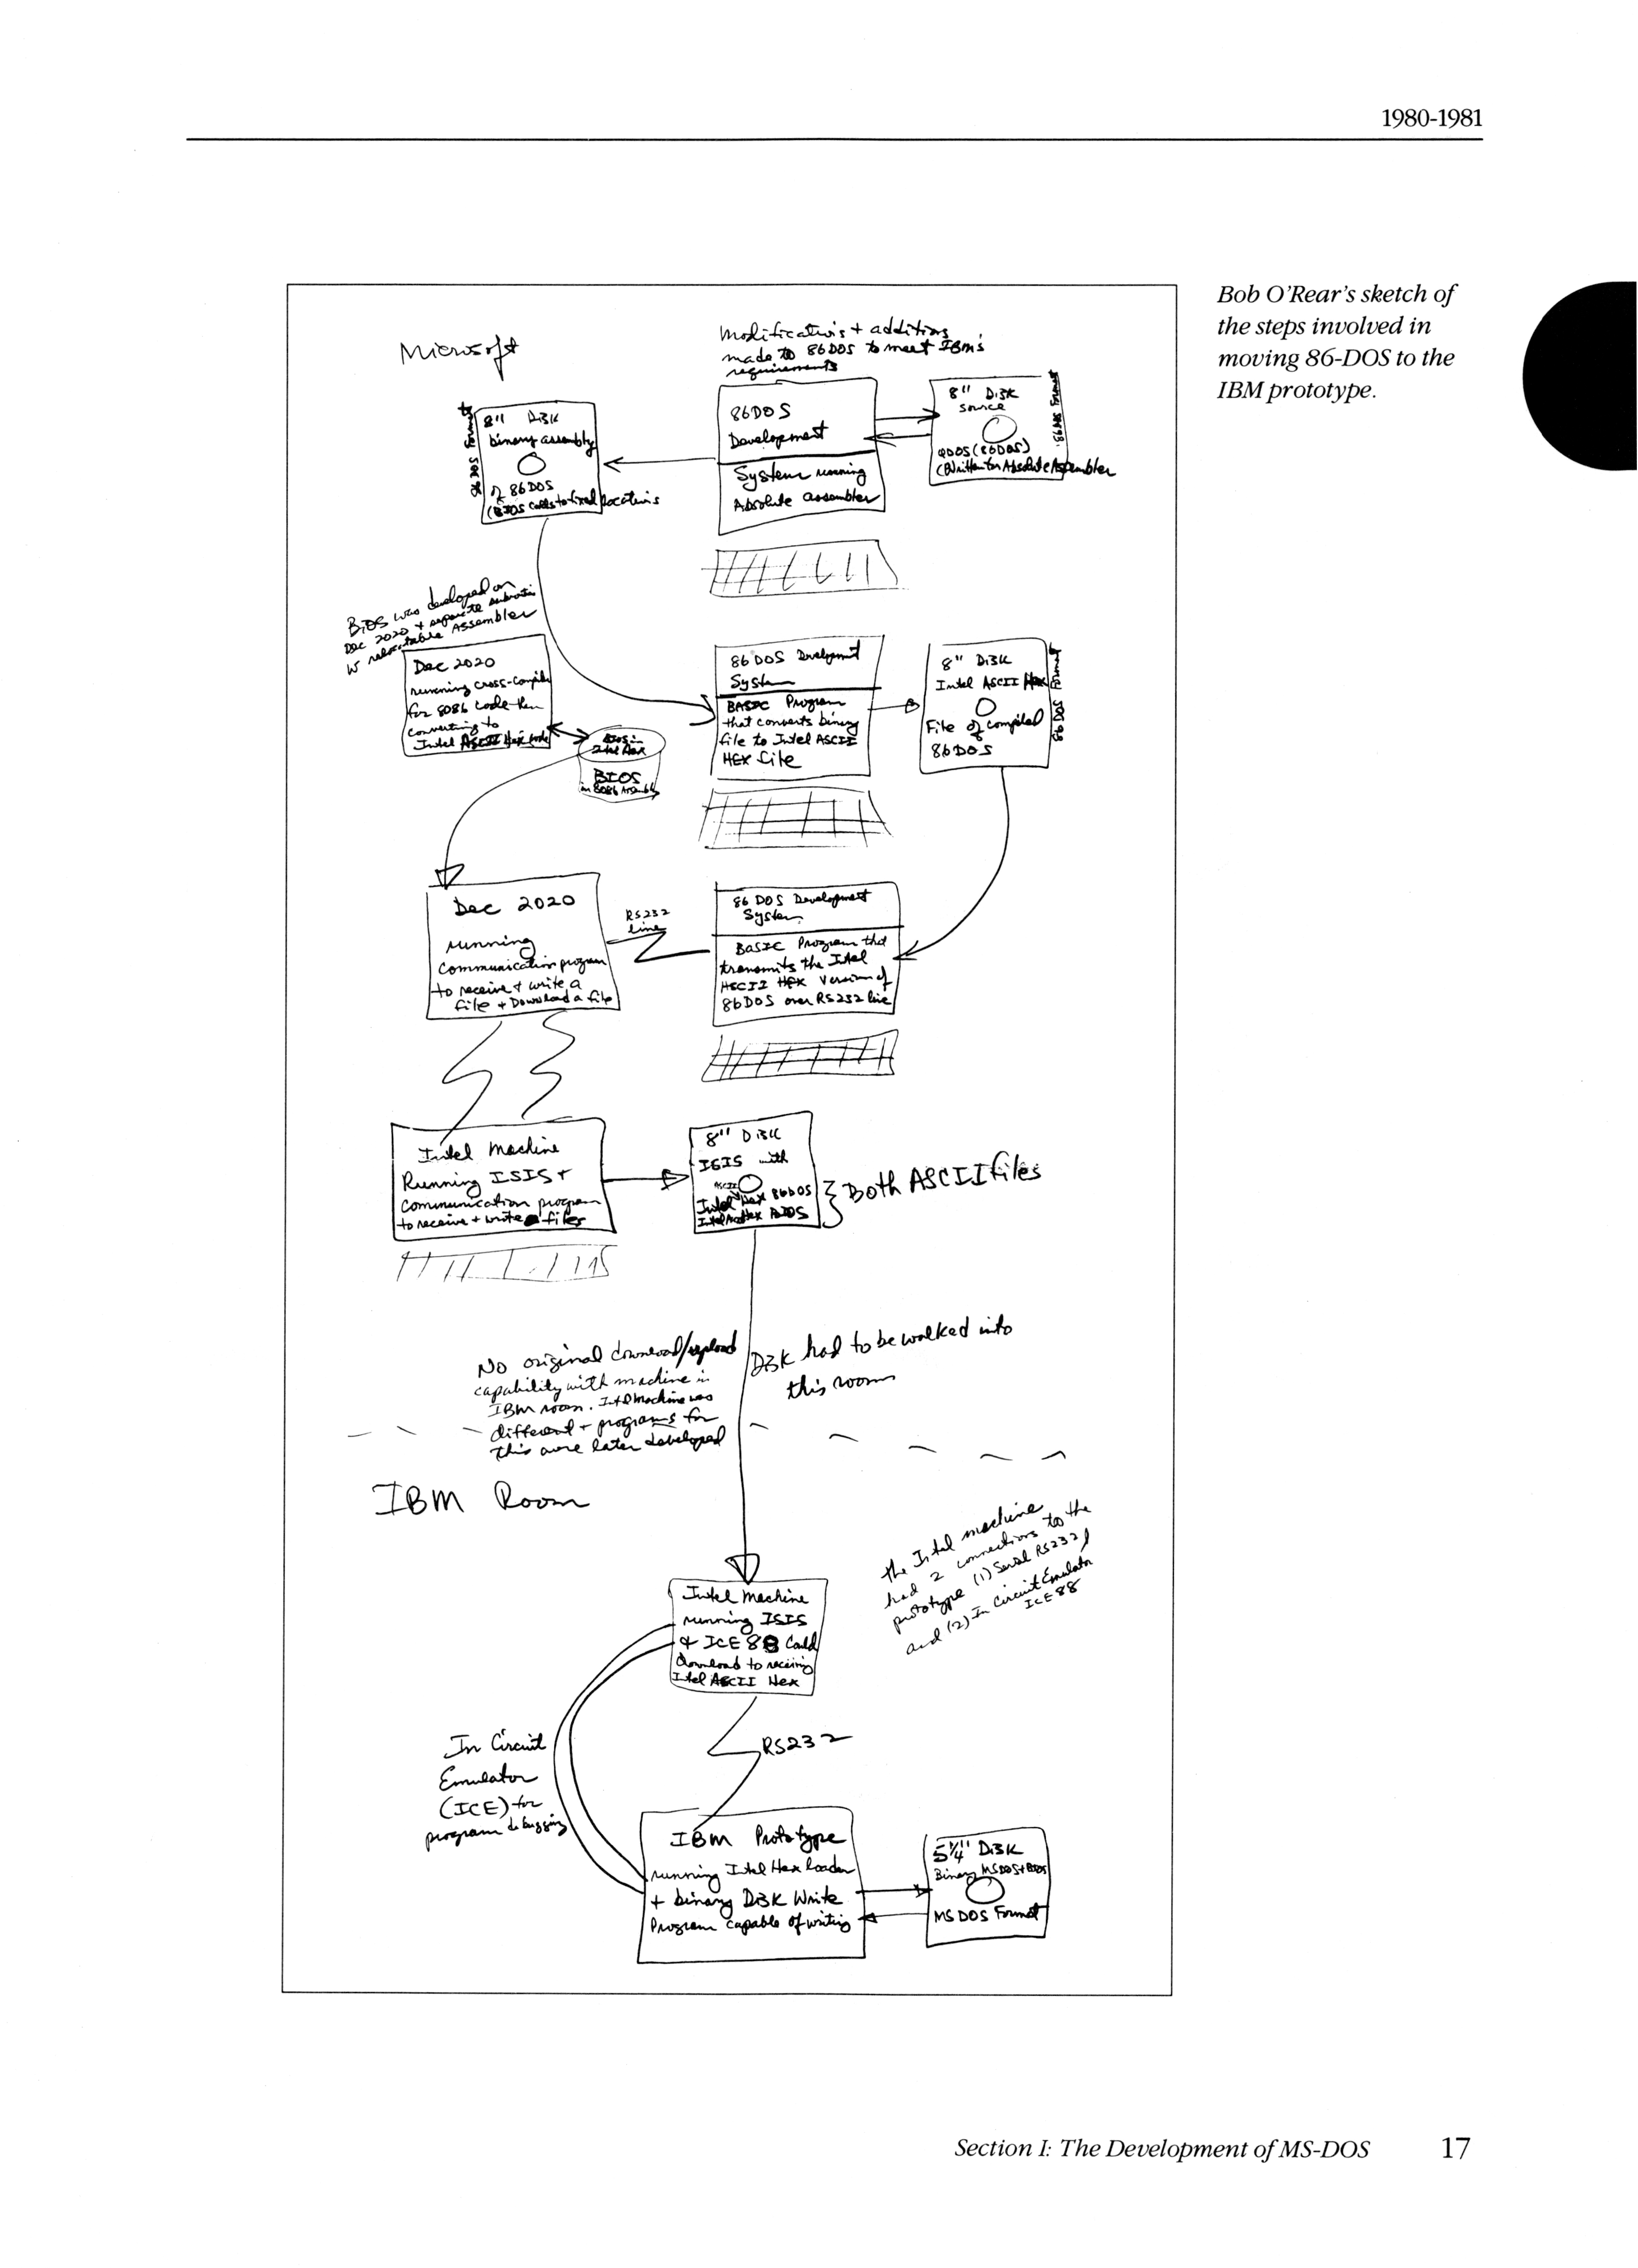 1980-1981
Bob O'Rear's sketch of
the steps involved in
moving 86-DOS to the
IBM prototype.
Microsoft
Modifications + additions
made to 86DOS to meet IBM's
requirements
8" Disk
binary assembly
of 86DOS
(BIOS calls to fixed locations
86DOS
Development
System running
Absolute assembler
8" Disk
source
QDOS (86DOS)
(Written for Absolute Assembler
86DOS format
BIOS was developed on
Dec 2020 + separate
w relocatable Assembler
Dec 2020
running cross-compiler
for 8086 code then
converting to
Intel ASCII Hex code
BIOS in
Intel Hex
BIOS
in 8086 Assembly
86DOS Development
System
BASIC Program
that converts binary
file to Intel ASCII
HEX file
8" Disk
Intel ASCII Hex
File of compiled
86DOS
86DOS format
Dec 2020
running
communication program
to receive + write a
file + Download a file
RS232
line
86 DOS Development
System
BASIC Program that
transmits the Intel
ASCII HEX Version of
86DOS over RS232 line
Intel Machine
Running ISIS +
communication program
to receive + write files
8" Disk
ISIS with
ASCII
Intel Hex 86DOS
Intel Hex BIOS
Both ASCII files
No original download/upload
capability with machine in
IBM room. Intel Machine was
different + programs for
this were later developed
Disk had to be walked into
this room
IBM Room
the Intel machine
had 2 connections to the
prototype (1) Serial RS232
and (2) In Circuit Emulator
ICE 88
Intel Machine
running ISIS
& ICE 88 Could
download to receiving
Intel ASCII Hex
In Circuit
Emulator
(ICE) for
program debugging
RS232
IBM Prototype
running Intel Hex loader
+ binary Disk Write
Program capable of writing
5¼" Disk
Binary MSDOS + BIOS
MS DOS Format
Section I: The Development of MS-DOS 17